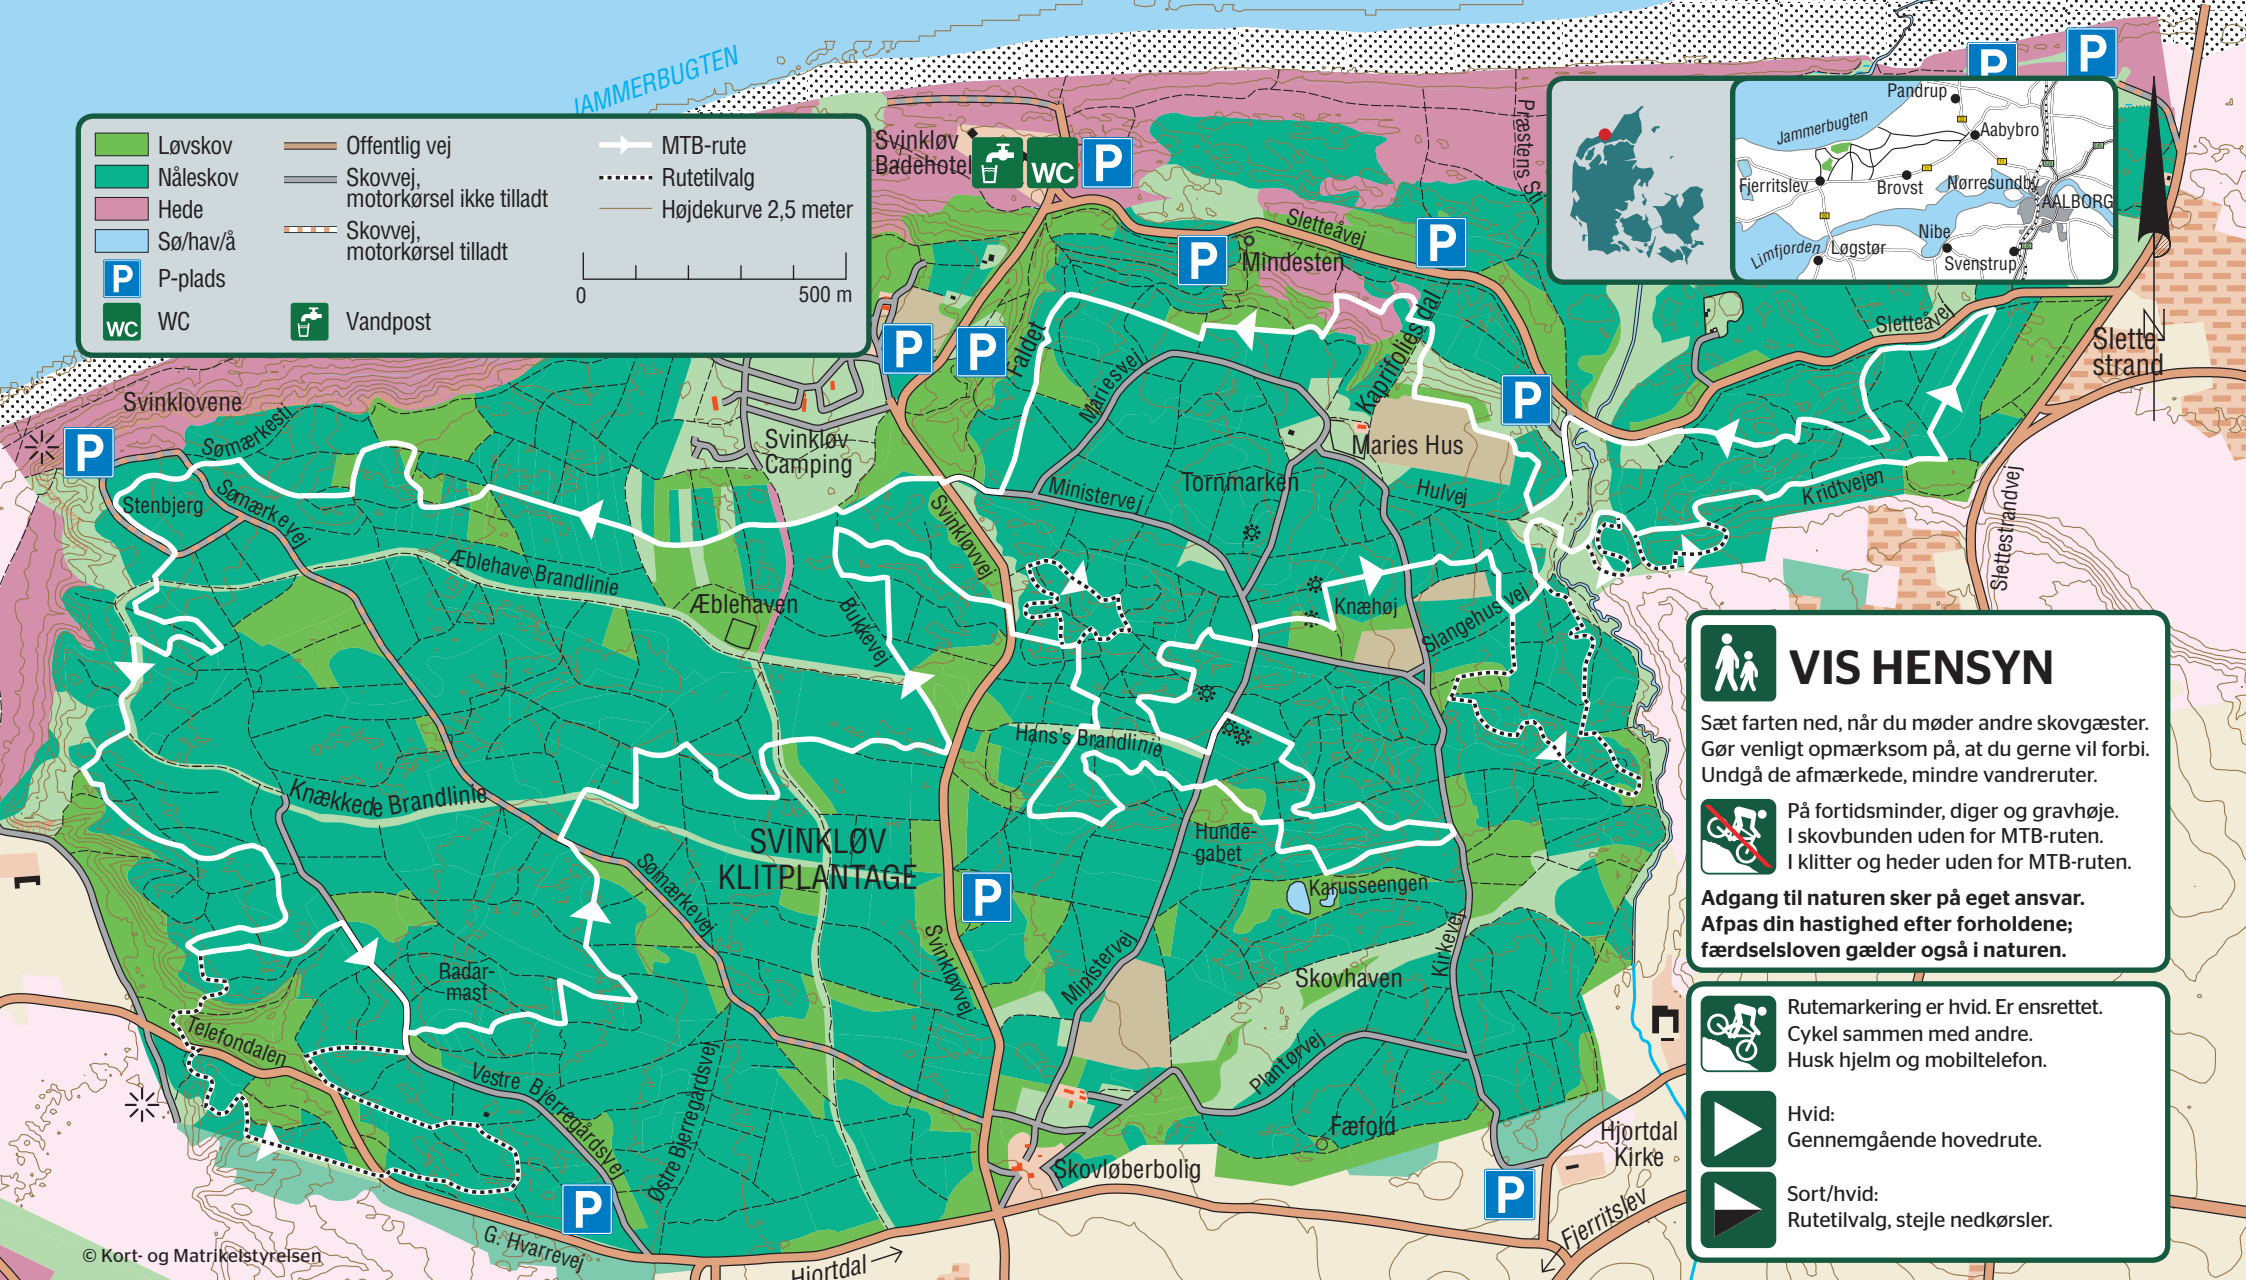 JAMMERBUGTEN
Løvskov
Nåleskov
Hede
Sø/hav/å
P
P-plads
WC
WC
Offentlig vej
Skovvej,
motorkørsel ikke tilladt
Skovvej,
motorkørsel tilladt
Vandpost
MTB-rute
Rutetilvalg
Højdekurve 2,5 meter
0
500 m
Svinkløv
Badehotel
WC
P
P
P
P
P
P
P
P
P
P
P
P
P
Præstens Sti
Sletteåvej
Mindesten
Faldet
Mariesvej
Kaprifoliedsdal
Maries Hus
Tornmarken
Ministervej
Hulvej
Svinkløv
Camping
Svinklovene
Sømærkesti
Stenbjerg
Sømærkevej
Æblehave Brandlinie
Æblehaven
Bukkevej
Svinkløvvej
Knæhøj
Slangehus vej
Hans's Brandlinie
Knækkede Brandlinie
SVINKLØV
KLITPLANTAGE
Hunde-
gabet
Karusseengen
Sømærkevej
Radar-
mast
Svinkløvvej
Ministervej
Skovhaven
Kirkevej
Telefondalen
Vestre Bjerregårdsvej
Østre Bjerregårdsvej
Plantørvej
Fæfold
Skovløberbolig
Hjortdal
Kirke
G. Hvarrevej
Hjortdal
Fjerritslev
© Kort- og Matrikelstyrelsen
Sletteåvej
Kridtvejen
Slettestrandvej
Slette-
strand
N
Pandrup
Jammerbugten
Aabybro
Fjerritslev
Brovst
Nørresundby
AALBORG
Nibe
Limfjorden
Løgstør
Svenstrup
VIS HENSYN
Sæt farten ned, når du møder andre skovgæster.
Gør venligt opmærksom på, at du gerne vil forbi.
Undgå de afmærkede, mindre vandreruter.
På fortidsminder, diger og gravhøje.
I skovbunden uden for MTB-ruten.
I klitter og heder uden for MTB-ruten.
Adgang til naturen sker på eget ansvar.
Afpas din hastighed efter forholdene;
færdselsloven gælder også i naturen.
Rutemarkering er hvid. Er ensrettet.
Cykel sammen med andre.
Husk hjelm og mobiltelefon.
Hvid:
Gennemgående hovedrute.
Sort/hvid:
Rutetilvalg, stejle nedkørsler.